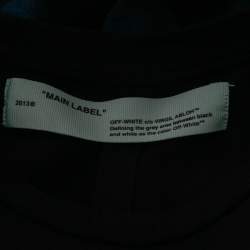 "MAIN LABEL"
2013®
OFF-WHITE c/o VIRGIL ABLOH™
Defining the grey area between black
and white as the color Off-White™